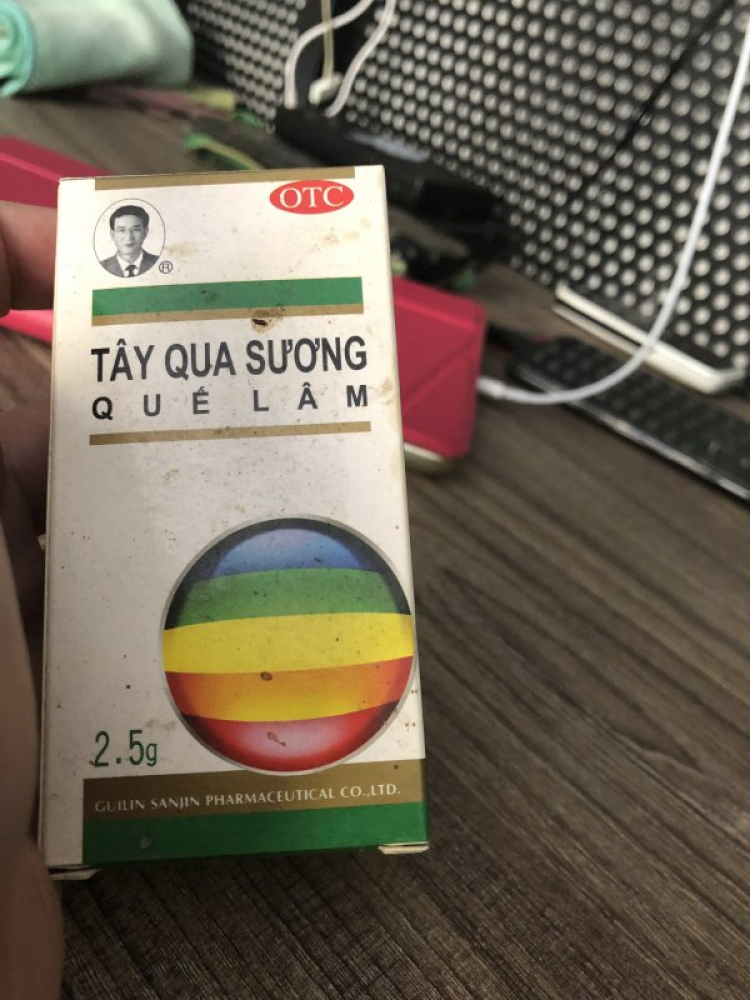 OTC
®
TÂY QUA SƯƠNG
QUẾ LÂM
2.5g
GUILIN SANJIN PHARMACEUTICAL CO.,LTD.